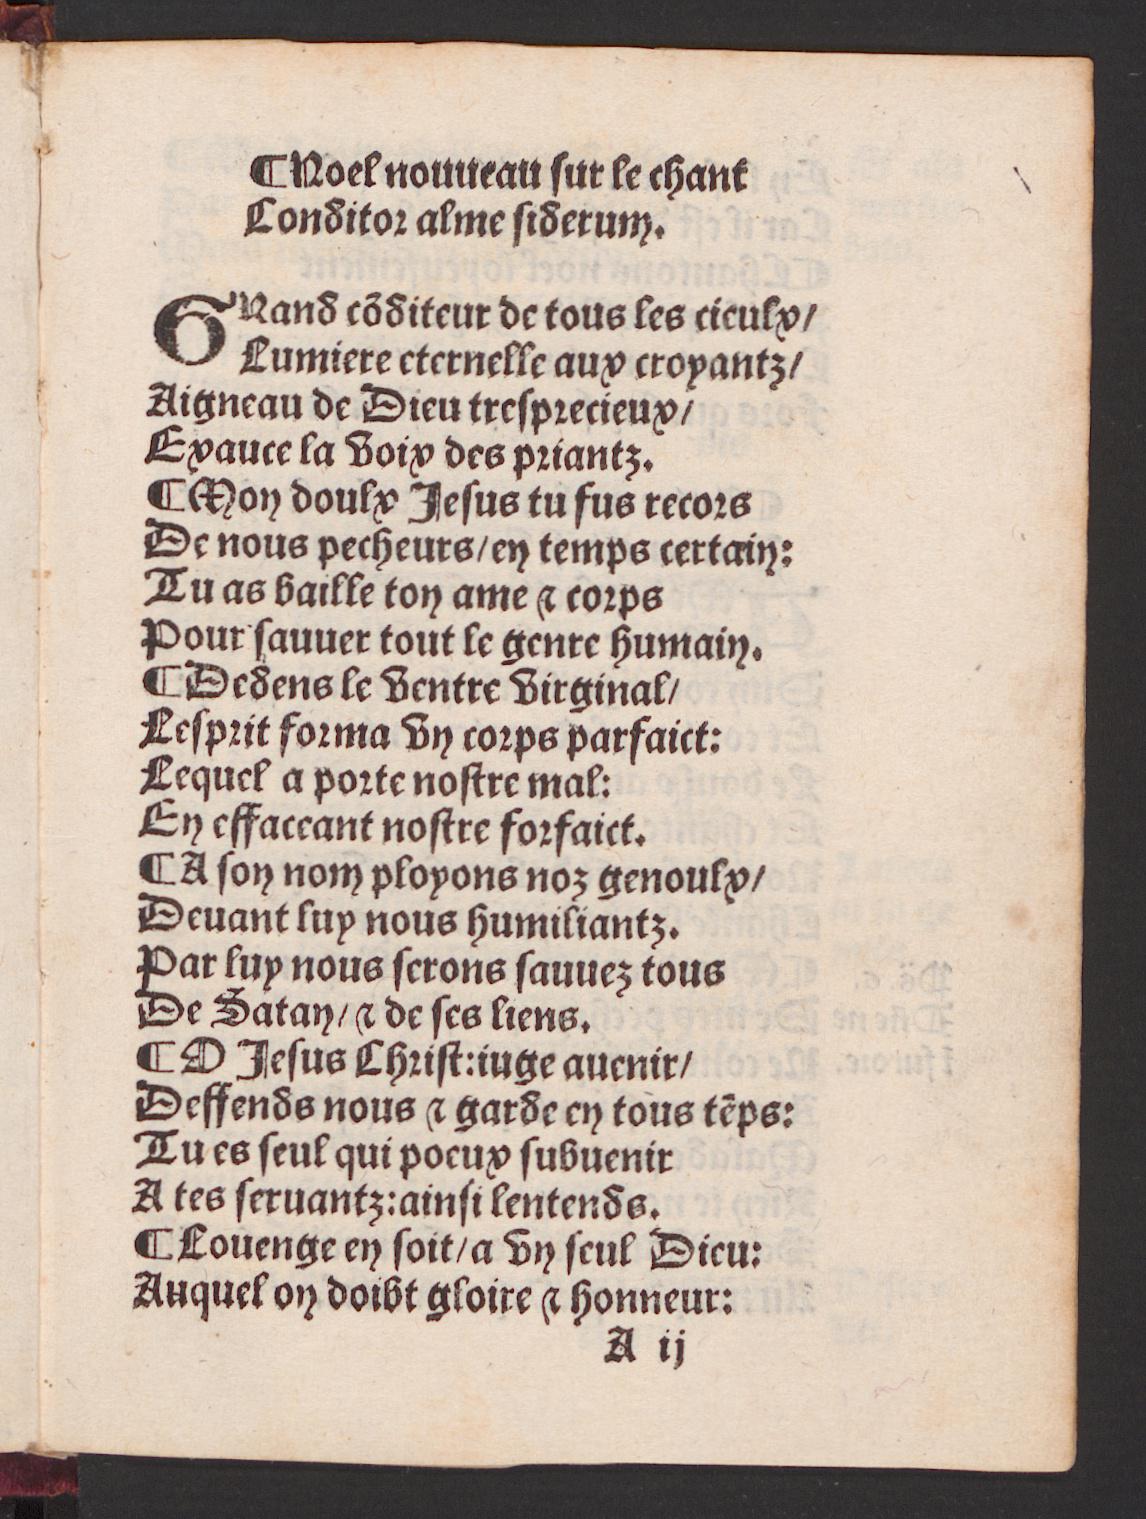 ¶Noel nouueau sur le chant
Conditor alme siderum.
GRand cõditeur de tous les cieulx/
Lumiere eternelle aux croyantz/
Aigneau de Dieu tresprecieux/
Exauce la voix des priantz.
¶Mon doulx Jesus tu fus recors
De nous pecheurs/en temps certain:
Tu as baille ton ame ⁊ corps
Pour sauuer tout le genre humain.
¶Dedens le ventre virginal/
Lesprit forma vn corps parfaict:
Lequel a porte nostre mal:
En effaceant nostre forfaict.
¶A son nom ployons noz genoulx/
Deuant luy nous humiliantz.
Par luy nous serons sauuez tous
De Satan/⁊ de ses liens.
¶O Jesus Christ:iuge auenir/
Deffends nous ⁊ garde en tous tẽps:
Tu es seul qui poeux subuenir
A tes seruantz:ainsi lentends.
¶Louenge en soit/a vn seul Dieu:
Auquel on doibt gloire ⁊ honneur:
A ij